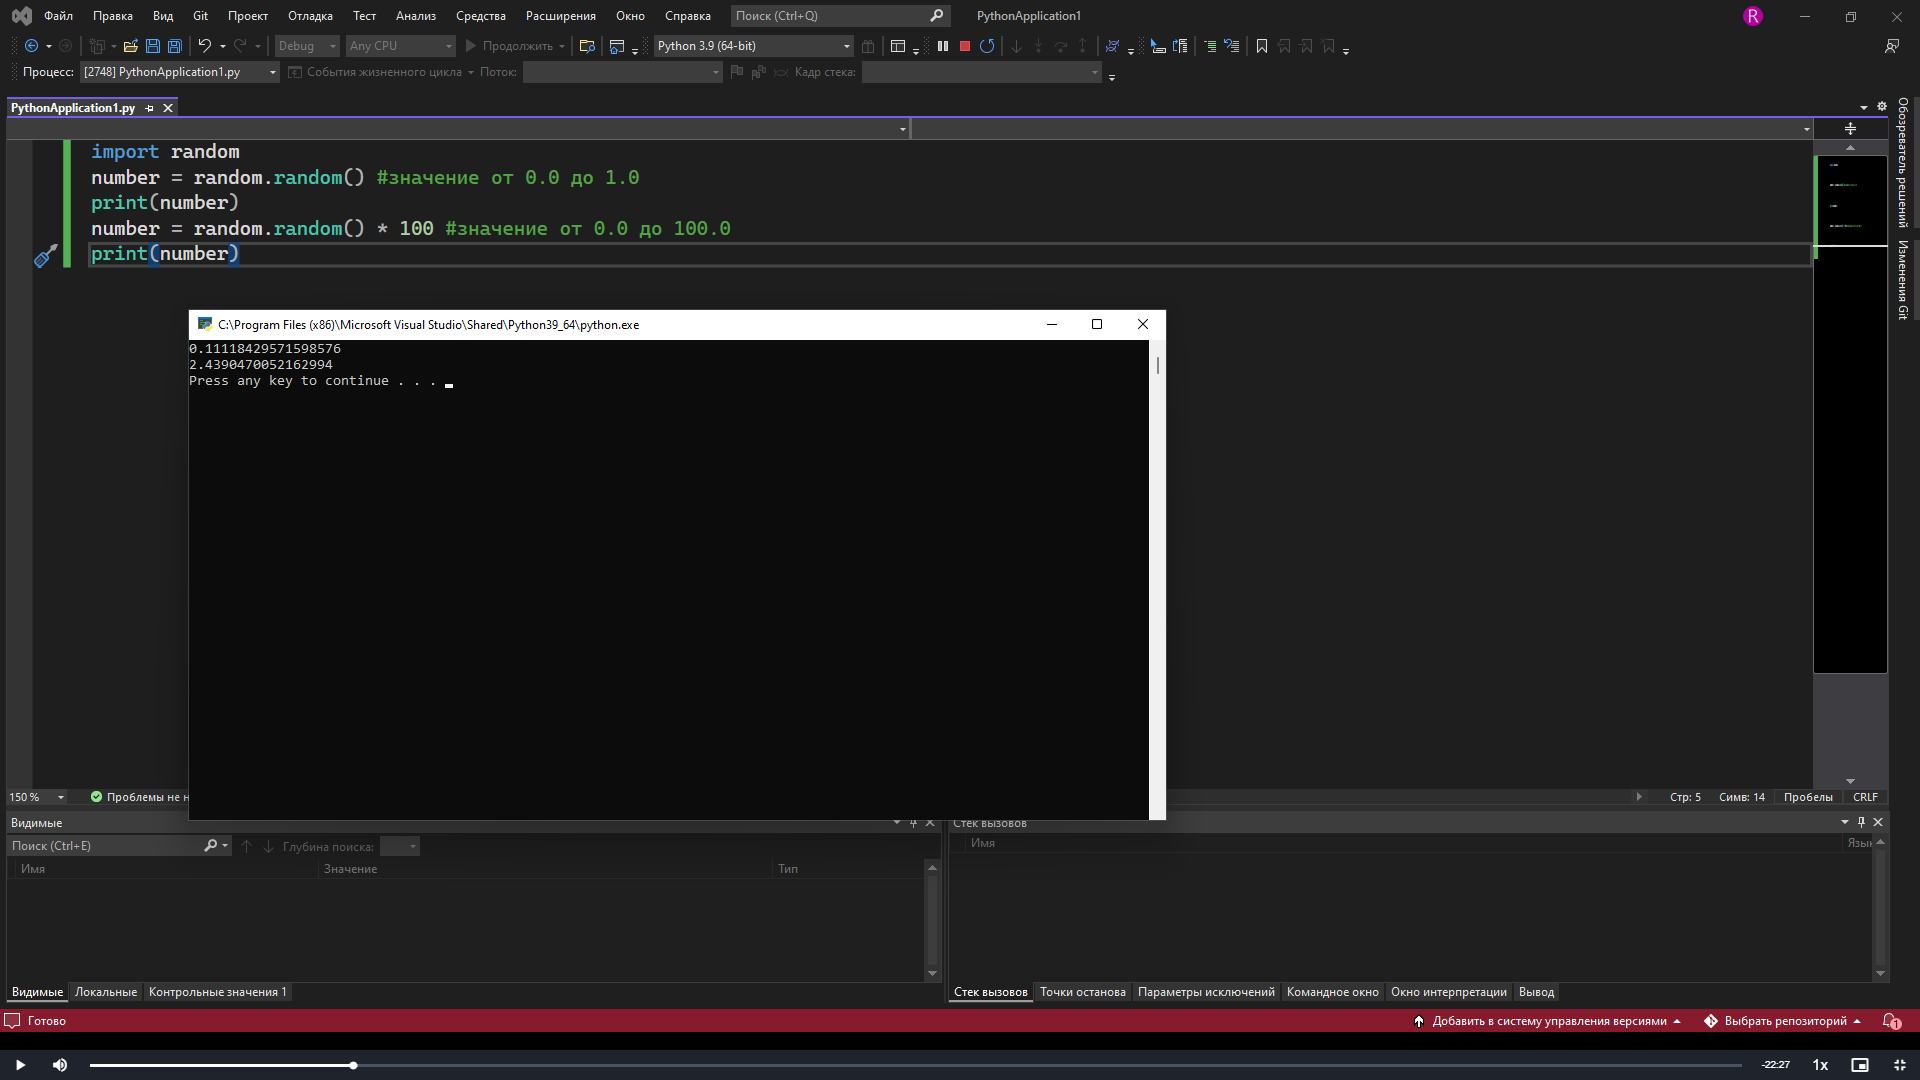 Файл Правка Вид Git Проект Отладка Тест Анализ Средства Расширения Окно Справка Поиск (Ctrl+Q) PythonApplication1 R
Debug Any CPU Продолжить Python 3.9 (64-bit)
Процесс: [2748] PythonApplication1.py События жизненного цикла Поток: Кадр стека:
PythonApplication1.py
Обозреватель решений
Изменения Git
import random
number = random.random() #значение от 0.0 до 1.0
print(number)
number = random.random() * 100 #значение от 0.0 до 100.0
print(number)
C:\Program Files (x86)\Microsoft Visual Studio\Shared\Python39_64\python.exe
0.11118429571598576
2.4390470052162994
Press any key to continue . . .
150 % Проблемы не н Стр: 5 Симв: 14 Пробелы CRLF
Видимые Стек вызовов
Поиск (Ctrl+E) Глубина поиска: Имя Язык
Имя Значение Тип
Видимые Локальные Контрольные значения 1 Стек вызовов Точки останова Параметры исключений Командное окно Окно интерпретации Вывод
Готово Добавить в систему управления версиями Выбрать репозиторий 1
-22:27 1x